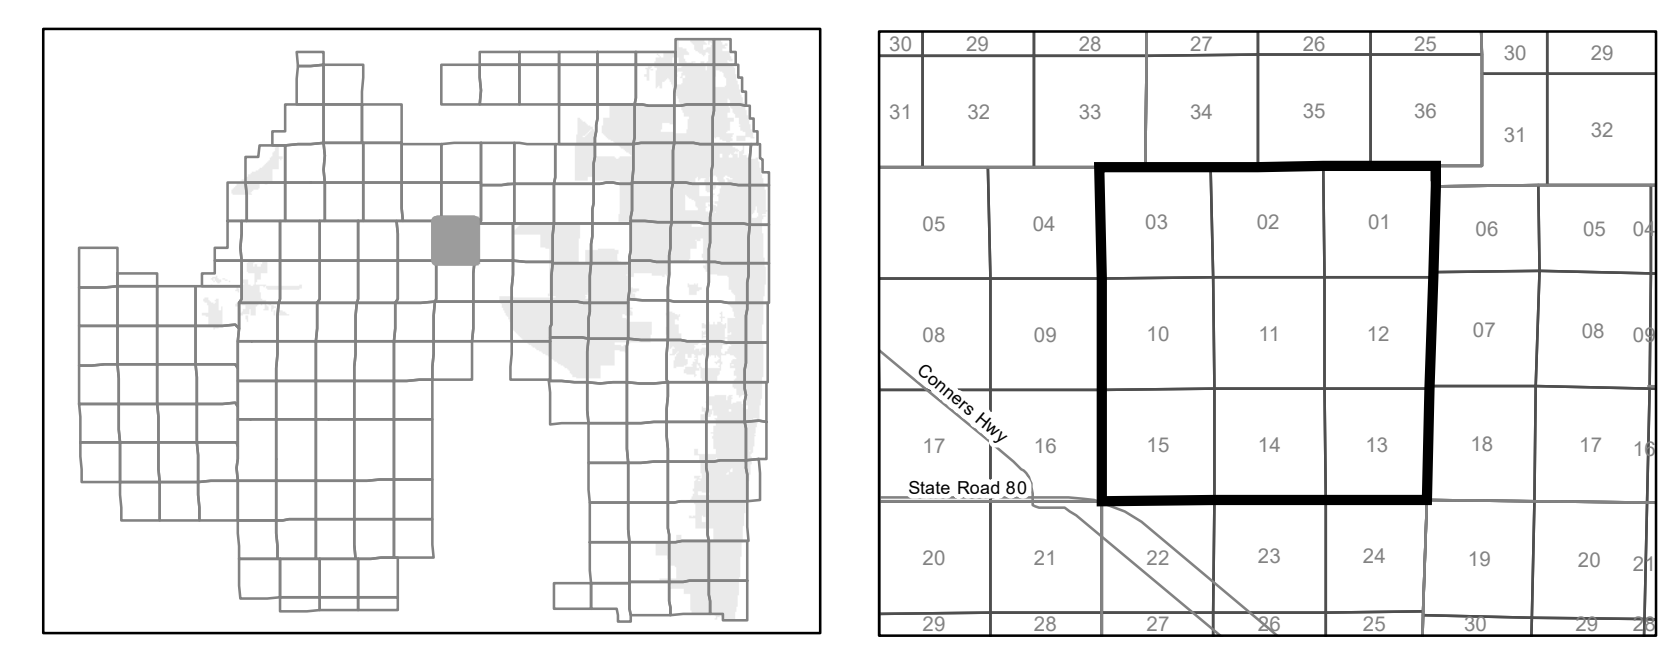 30 29 28 27 26 25
30 29
31 32 33 34 35 36
31 32
05 04 03 02 01 06 05 04
08 09 10 11 12 07 08 09
Conners Hwy
17 16 15 14 13 18 17 16
State Road 80
20 21 22 23 24 19 20 21
29 28 27 26 25 30 29 28